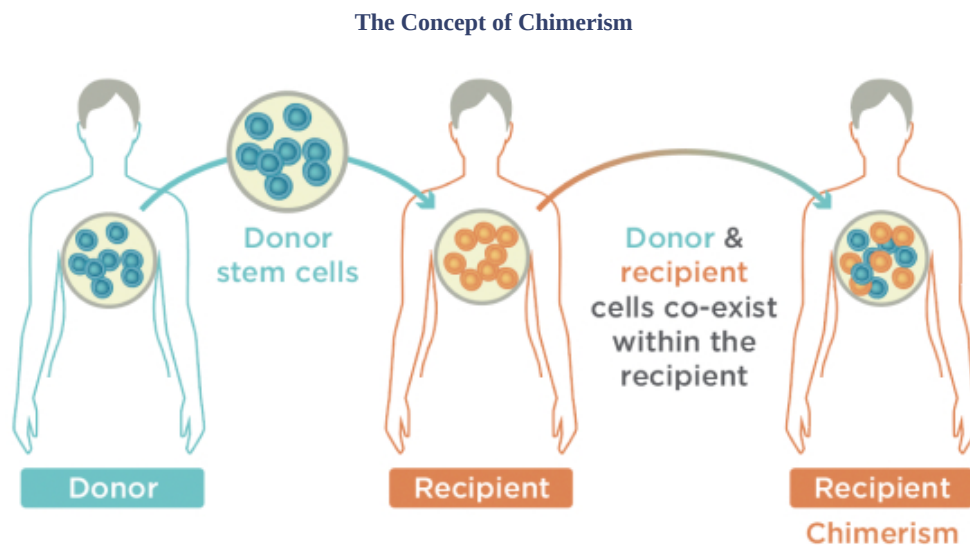 The Concept of Chimerism
Donor
stem cells
Donor &
recipient
cells co-exist
within the
recipient
Donor
Recipient
Recipient
Chimerism